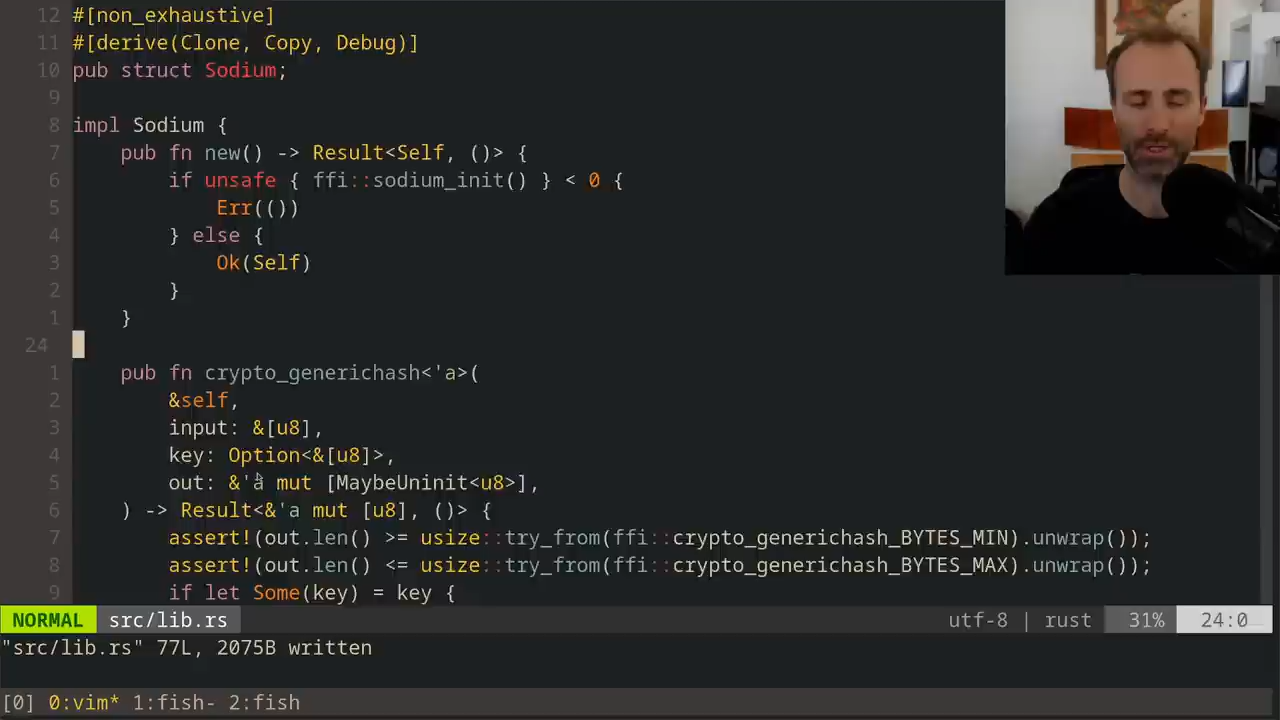 12 #[non_exhaustive]
11 #[derive(Clone, Copy, Debug)]
10 pub struct Sodium;
9
8 impl Sodium {
7     pub fn new() -> Result<Self, ()> {
6         if unsafe { ffi::sodium_init() } < 0 {
5             Err(())
4         } else {
3             Ok(Self)
2         }
1     }
24
1     pub fn crypto_generichash<'a>(
2         &self,
3         input: &[u8],
4         key: Option<&[u8]>,
5         out: &'a mut [MaybeUninit<u8>],
6     ) -> Result<&'a mut [u8], ()> {
7         assert!(out.len() >= usize::try_from(ffi::crypto_generichash_BYTES_MIN).unwrap());
8         assert!(out.len() <= usize::try_from(ffi::crypto_generichash_BYTES_MAX).unwrap());
9         if let Some(key) = key {
NORMAL src/lib.rs utf-8 | rust 31% 24:0
"src/lib.rs" 77L, 2075B written
[0] 0:vim* 1:fish- 2:fish